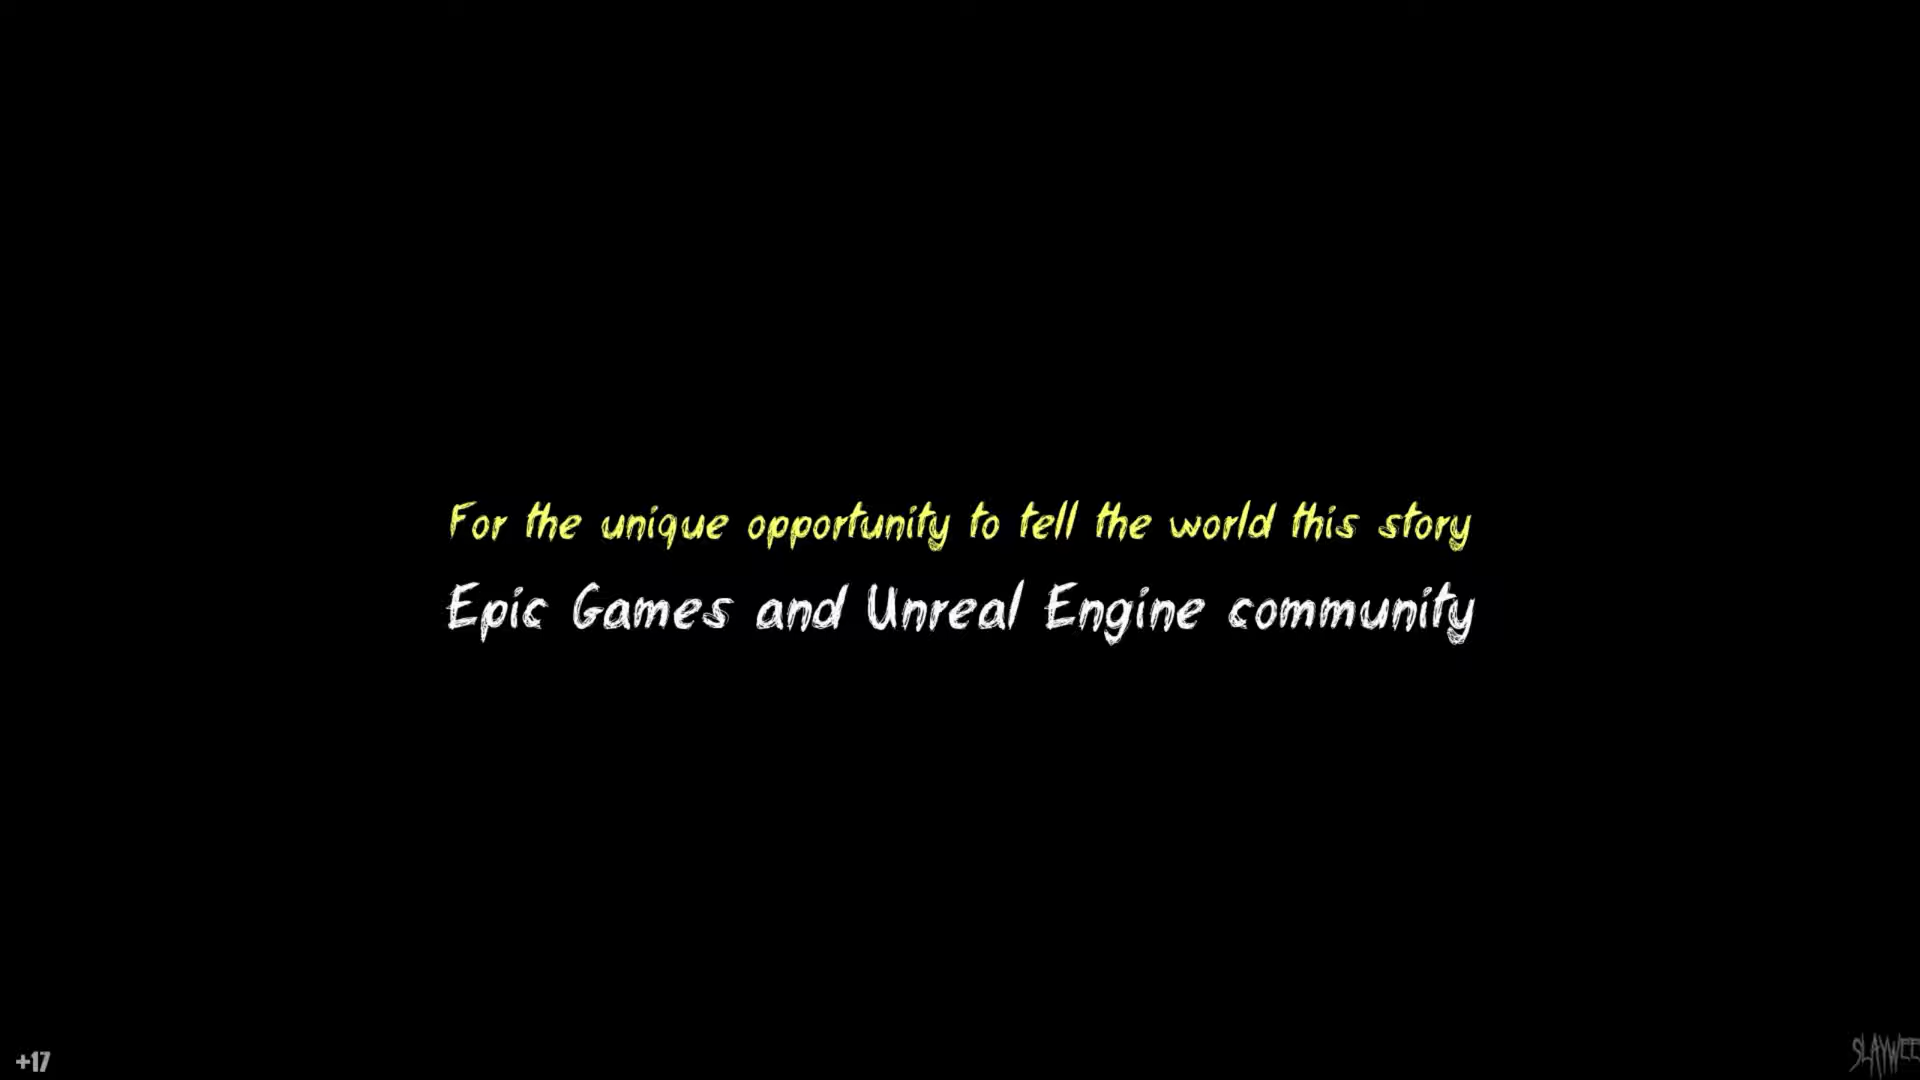 For the unique opportunity to tell the world this story
Epic Games and Unreal Engine community
+17